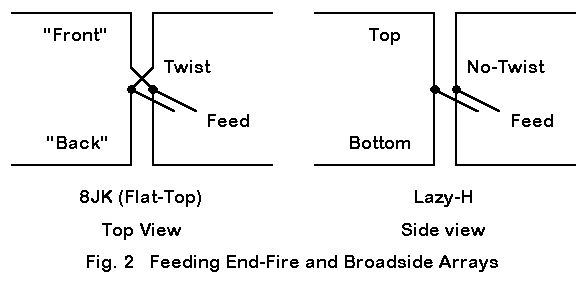 "Front"
Twist
Feed
"Back"
8JK (Flat-Top)
Top View
Top
No-Twist
Feed
Bottom
Lazy-H
Side view
Fig. 2 Feeding End-Fire and Broadside Arrays